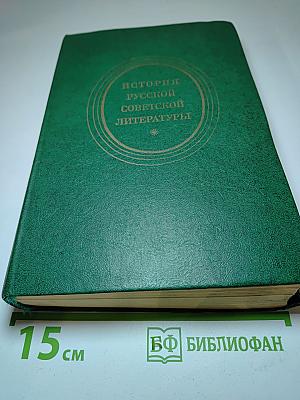 ИСТОРИЯ
РУССКОЙ
СОВЕТСКОЙ
ЛИТЕРАТУРЫ
15 см
БФ БИБЛИОФАН